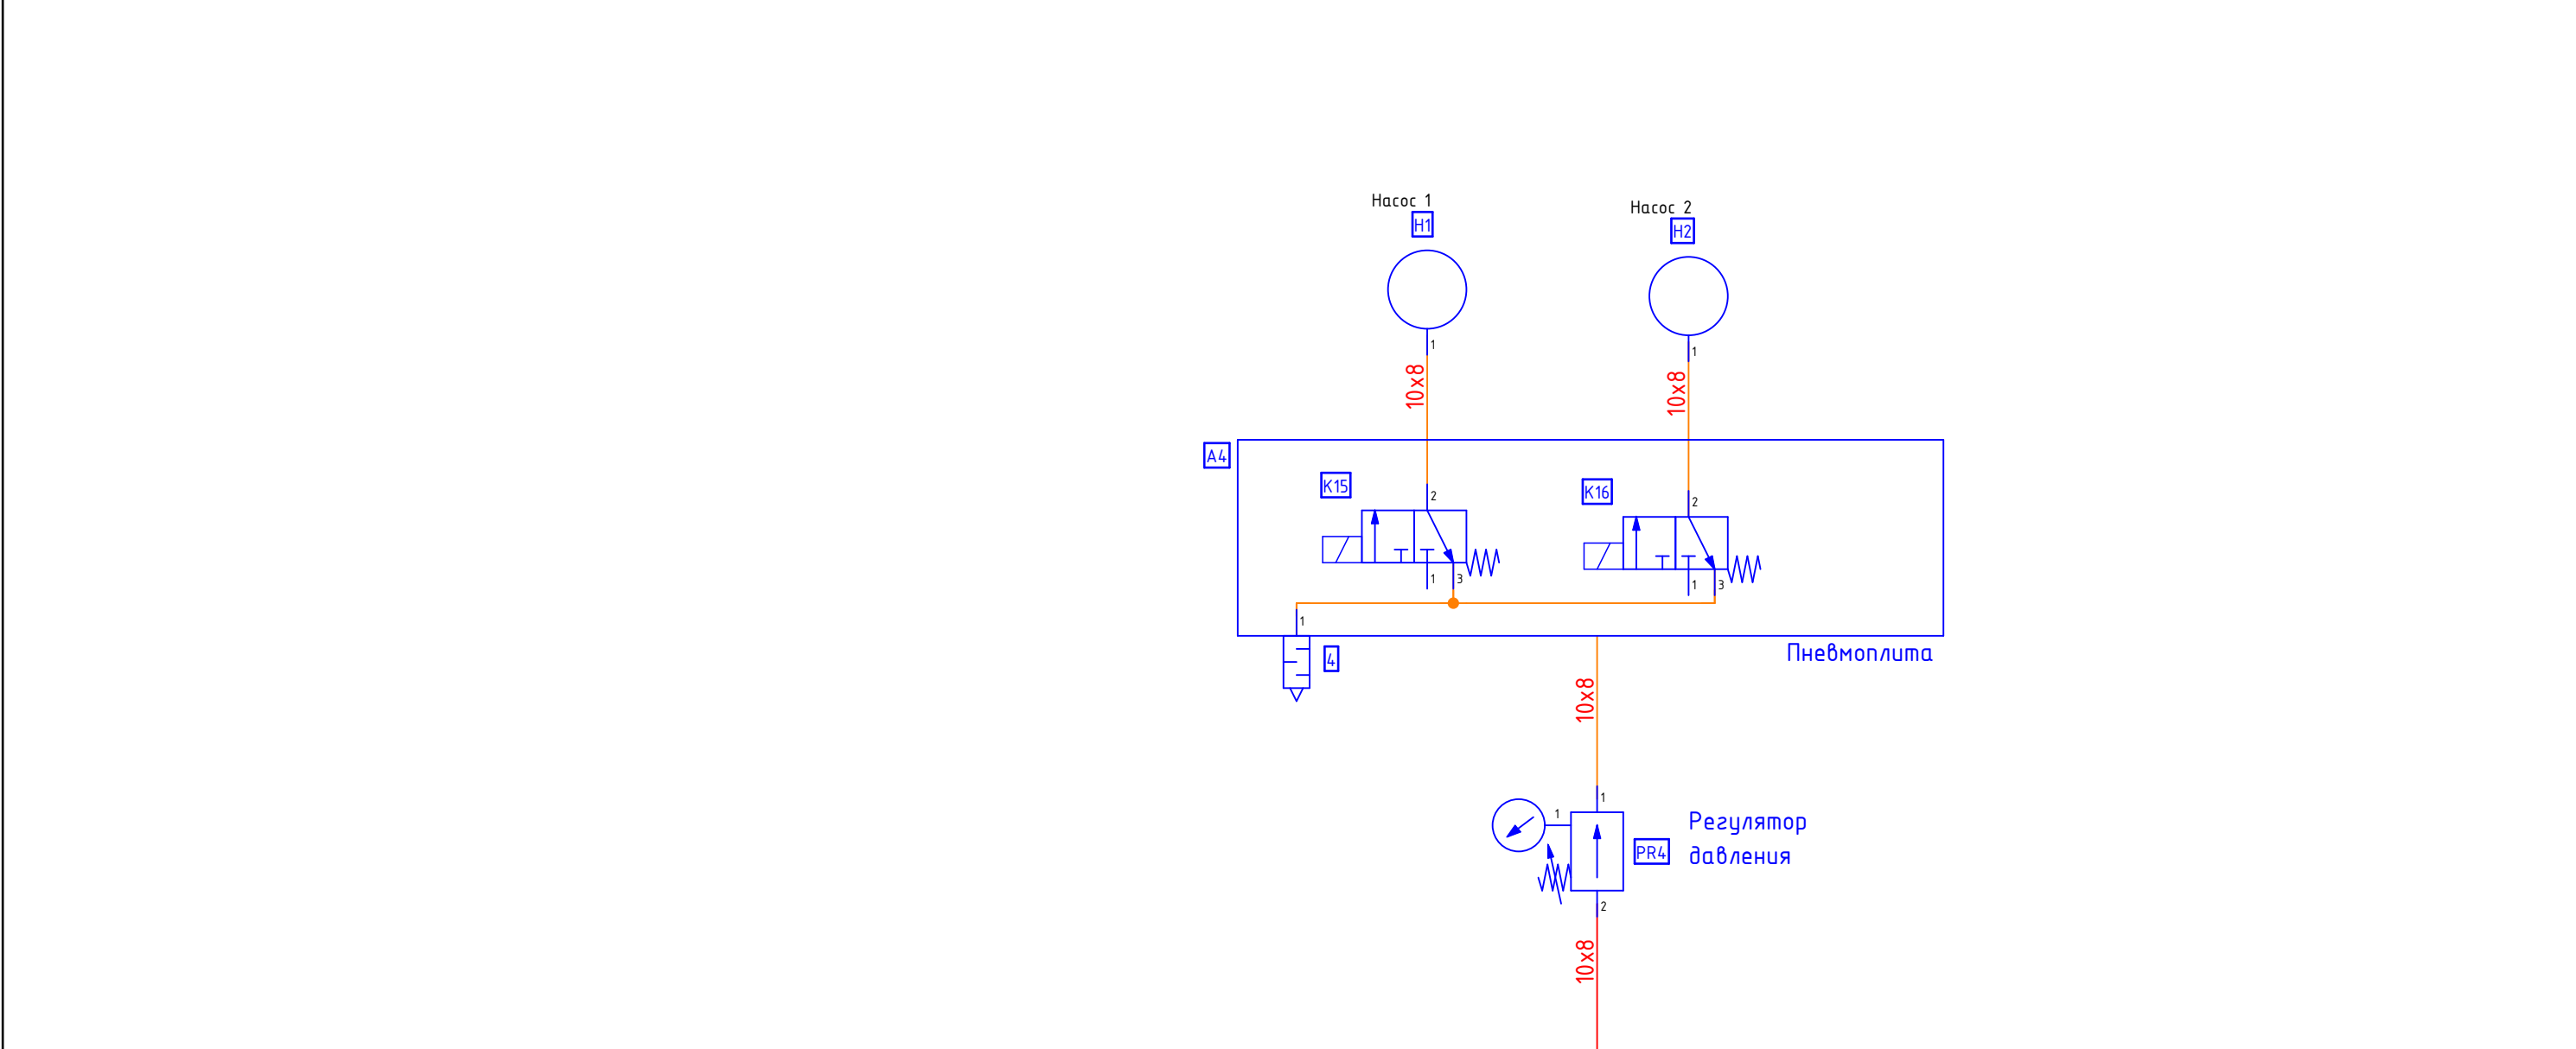 Насос 1
H1
Насос 2
H2
1
1
10x8
10x8
A4
K15
K16
2
2
1
3
1
3
1
4
Пневмоплита
10x8
1
1
Регулятор
давления
PR4
2
10x8